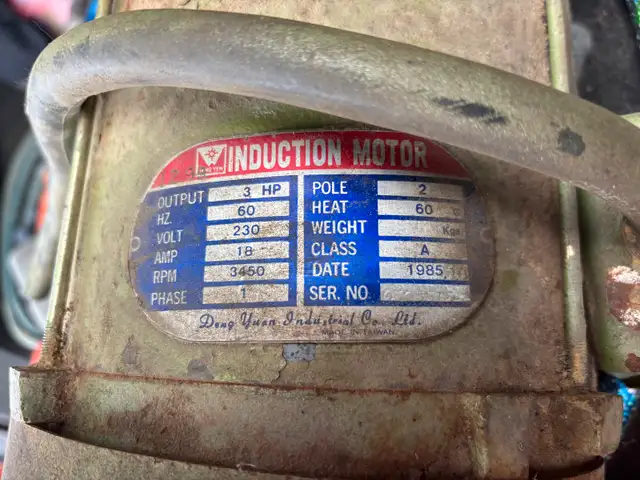 INDUCTION MOTOR
OUTPUT 3 HP
HZ. 60
VOLT 230
AMP 18
RPM 3450
PHASE 1
POLE 2
HEAT 60
WEIGHT Kgs
CLASS A
DATE 1985
SER. NO.
Deng Yuan Industrial Co., Ltd.
MADE IN TAIWAN